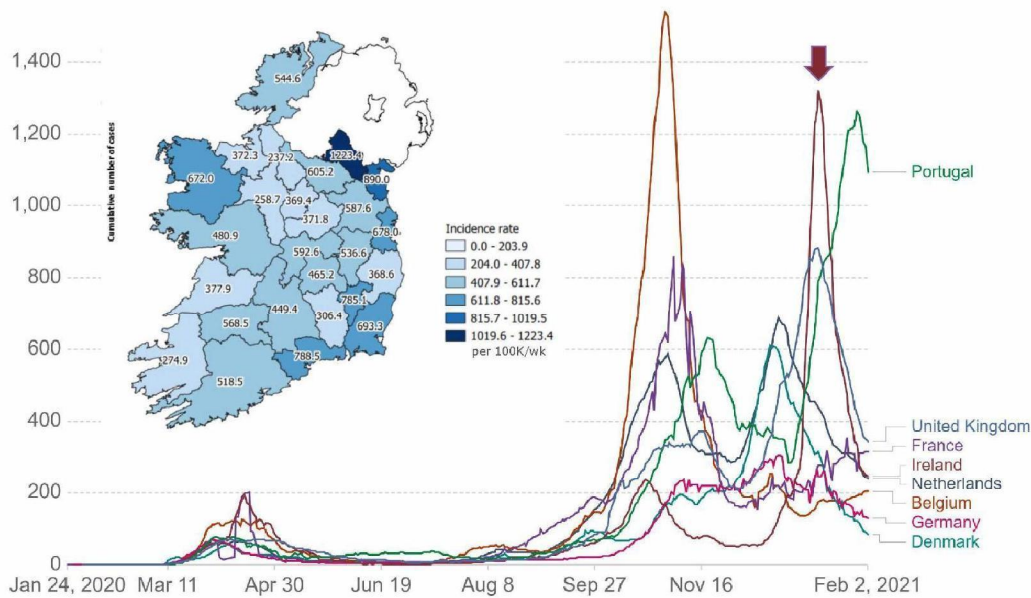 1,400
1,200
1,000
800
600
400
200
0
Cumulative number of cases
544.6
372.3
237.2
1223.4
672.0
605.2
890.0
258.7
369.4
587.6
371.8
678.0
480.9
592.6
536.6
465.2
368.6
377.9
785.1
449.4
306.4
693.3
568.5
788.5
274.9
518.5
Incidence rate
0.0 - 203.9
204.0 - 407.8
407.9 - 611.7
611.8 - 815.6
815.7 - 1019.5
1019.6 - 1223.4
per 100K/wk
Portugal
United Kingdom
France
Ireland
Netherlands
Belgium
Germany
Denmark
Jan 24, 2020 Mar 11 Apr 30 Jun 19 Aug 8 Sep 27 Nov 16 Feb 2, 2021